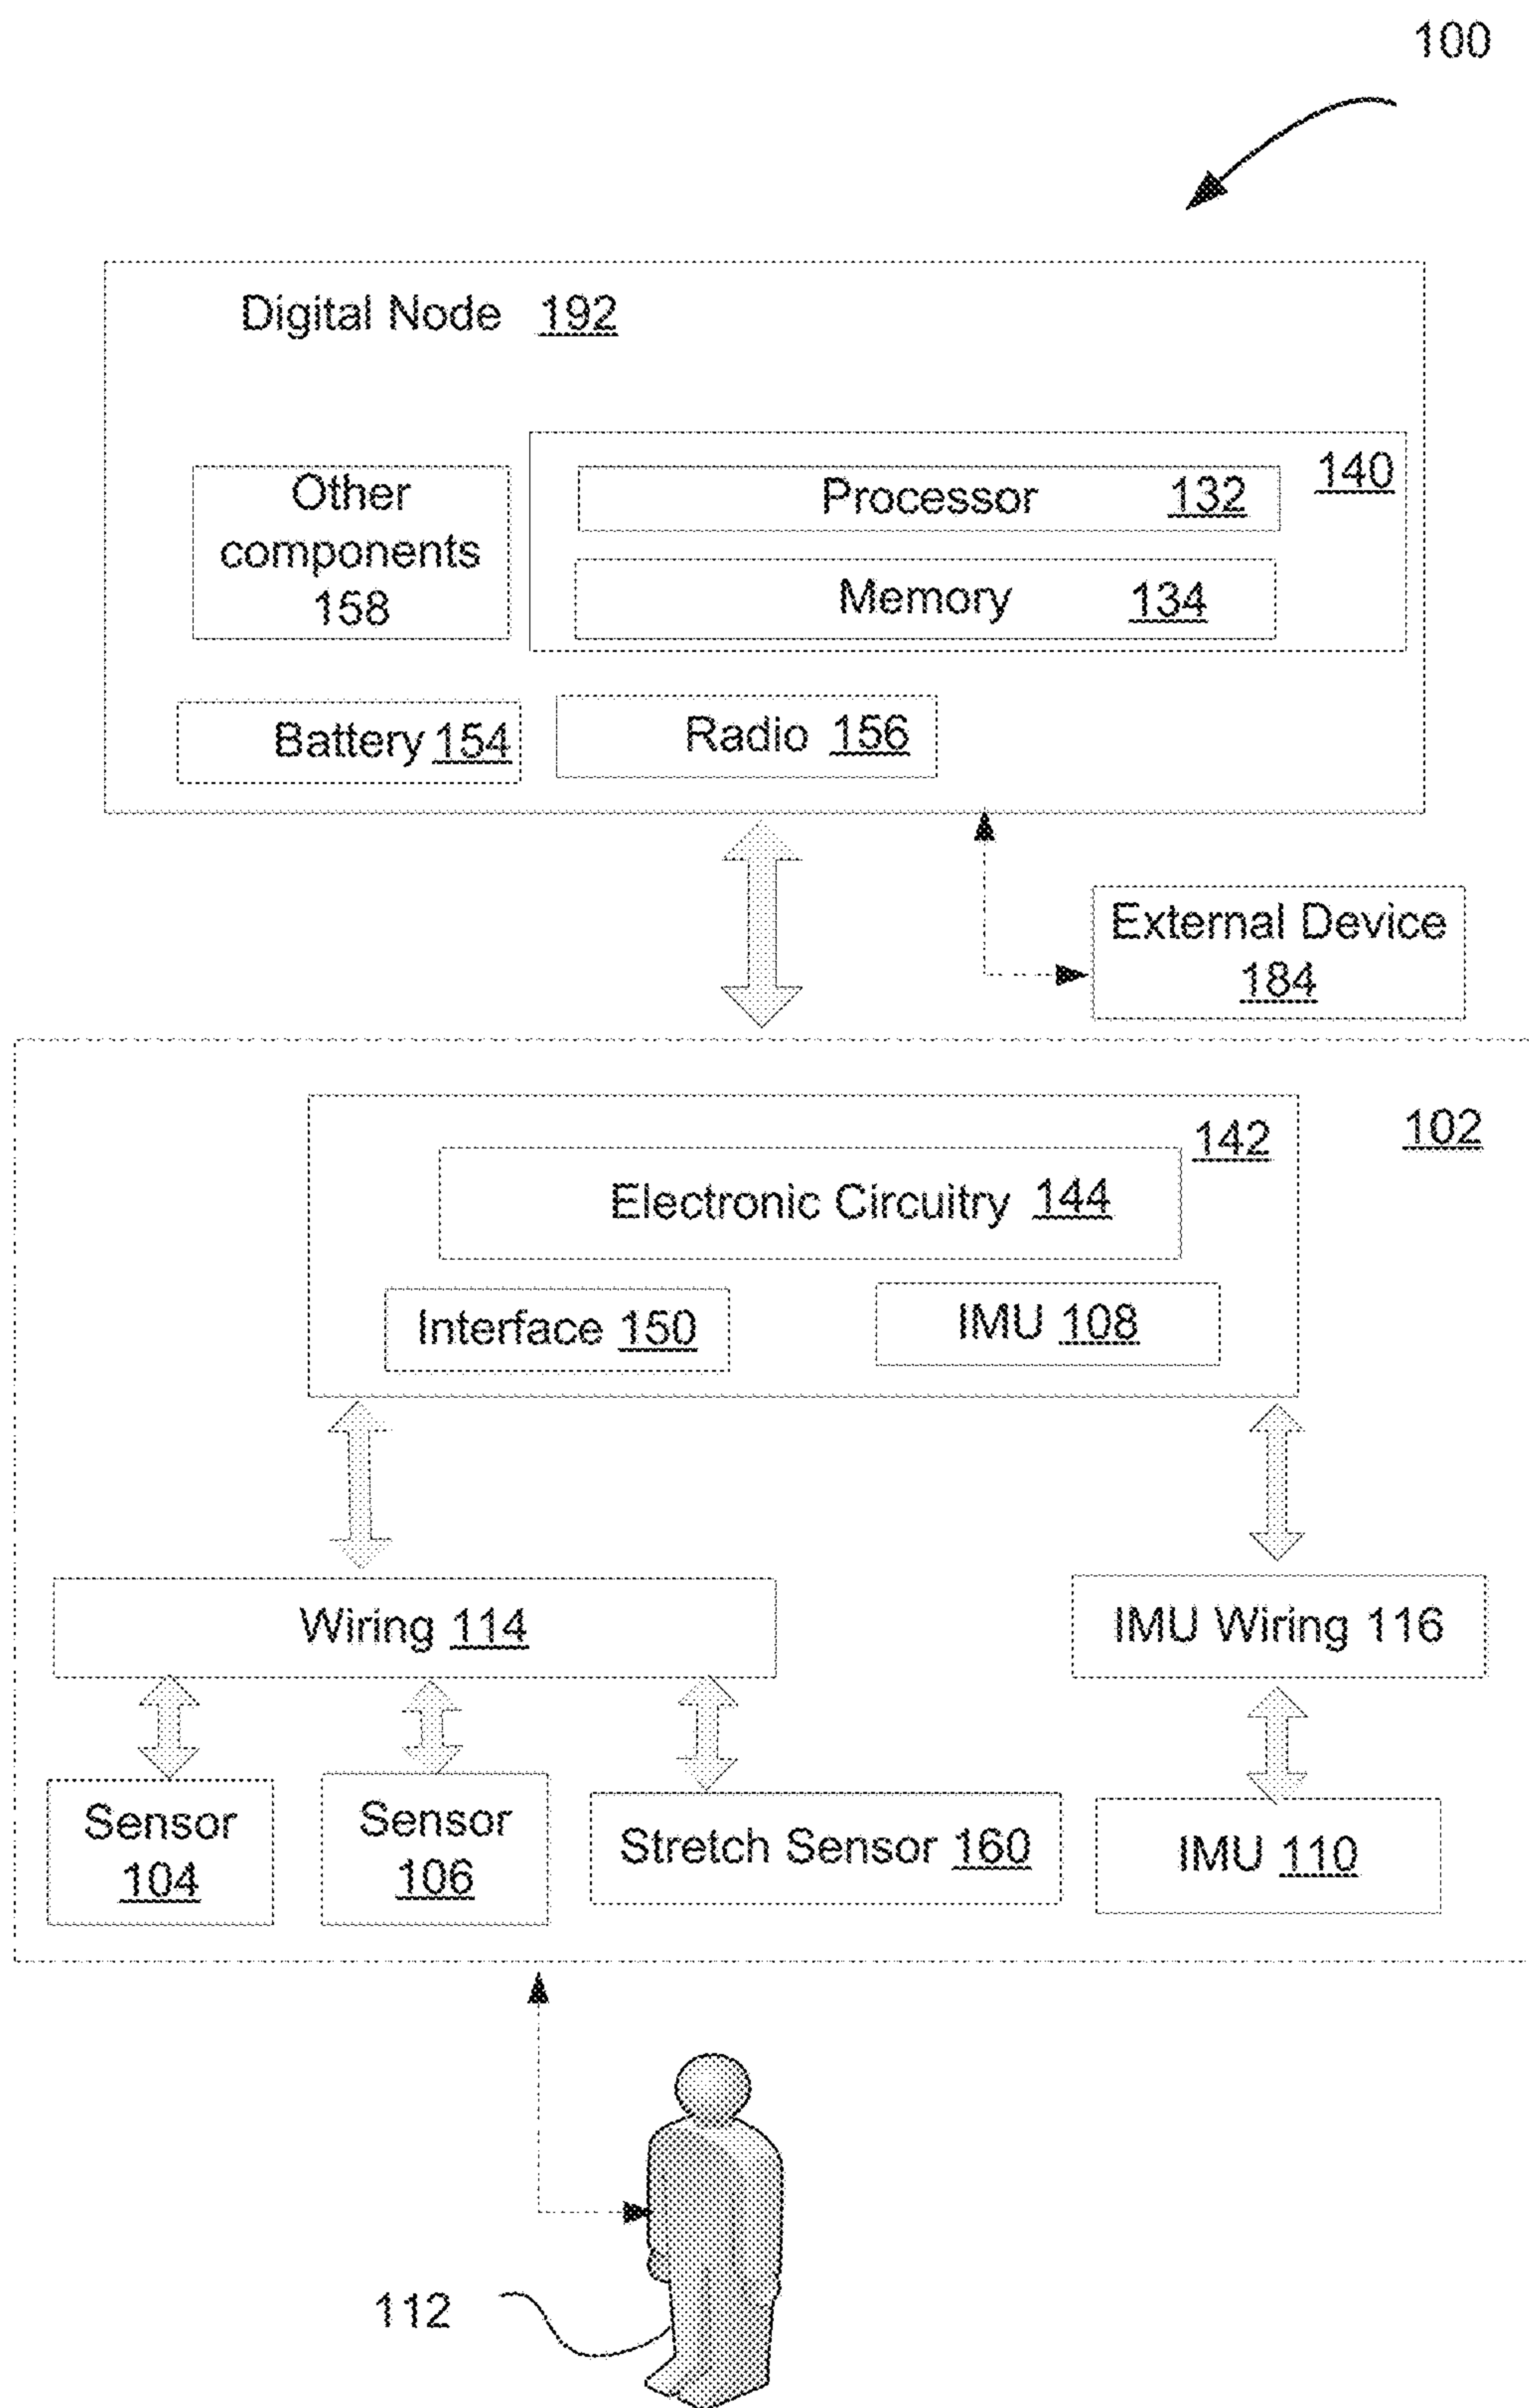 100
Digital Node 192
140
Other
components
158
Processor 132
Memory 134
Battery 154
Radio 156
External Device
184
102
142
Electronic Circuitry 144
Interface 150
IMU 108
Wiring 114
IMU Wiring 116
Sensor
104
Sensor
106
Stretch Sensor 160
IMU 110
112